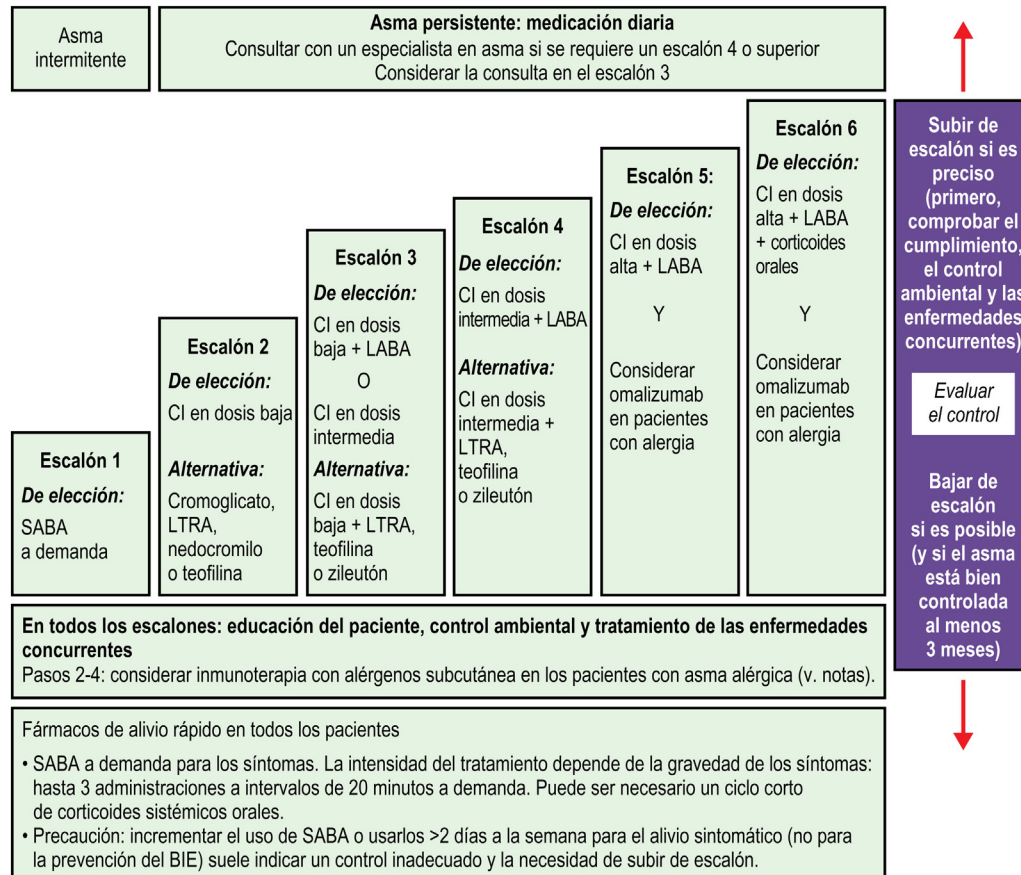 Asma
intermitente
Asma persistente: medicación diaria
Consultar con un especialista en asma si se requiere un escalón 4 o superior
Considerar la consulta en el escalón 3
Escalón 1
De elección:
SABA
a demanda
Escalón 2
De elección:
CI en dosis baja
Alternativa:
Cromoglicato,
LTRA,
nedocromilo
o teofilina
Escalón 3
De elección:
CI en dosis
baja + LABA
O
CI en dosis
intermedia
Alternativa:
CI en dosis
baja + LTRA,
teofilina
o zileutón
Escalón 4
De elección:
CI en dosis
intermedia + LABA
Alternativa:
CI en dosis
intermedia +
LTRA,
teofilina
o zileutón
Escalón 5:
De elección:
CI en dosis
alta + LABA
Y
Considerar
omalizumab
en pacientes
con alergia
Escalón 6
De elección:
CI en dosis
alta + LABA
+ corticoides
orales
Y
Considerar
omalizumab
en pacientes
con alergia
Subir de
escalón si es
preciso
(primero,
comprobar el
cumplimiento,
el control
ambiental y las
enfermedades
concurrentes)
Evaluar
el control
Bajar de
escalón
si es posible
(y si el asma
está bien
controlada
al menos
3 meses)
En todos los escalones: educación del paciente, control ambiental y tratamiento de las enfermedades
concurrentes
Pasos 2-4: considerar inmunoterapia con alérgenos subcutánea en los pacientes con asma alérgica (v. notas).
Fármacos de alivio rápido en todos los pacientes
• SABA a demanda para los síntomas. La intensidad del tratamiento depende de la gravedad de los síntomas:
hasta 3 administraciones a intervalos de 20 minutos a demanda. Puede ser necesario un ciclo corto
de corticoides sistémicos orales.
• Precaución: incrementar el uso de SABA o usarlos >2 días a la semana para el alivio sintomático (no para
la prevención del BIE) suele indicar un control inadecuado y la necesidad de subir de escalón.